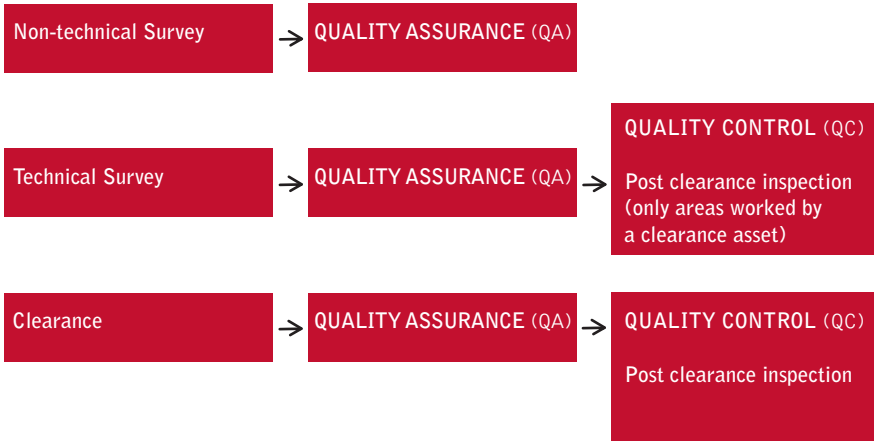 Non-technical Survey
QUALITY ASSURANCE (QA)
Technical Survey
QUALITY ASSURANCE (QA)
QUALITY CONTROL (QC)
Post clearance inspection
(only areas worked by
a clearance asset)
Clearance
QUALITY ASSURANCE (QA)
QUALITY CONTROL (QC)
Post clearance inspection